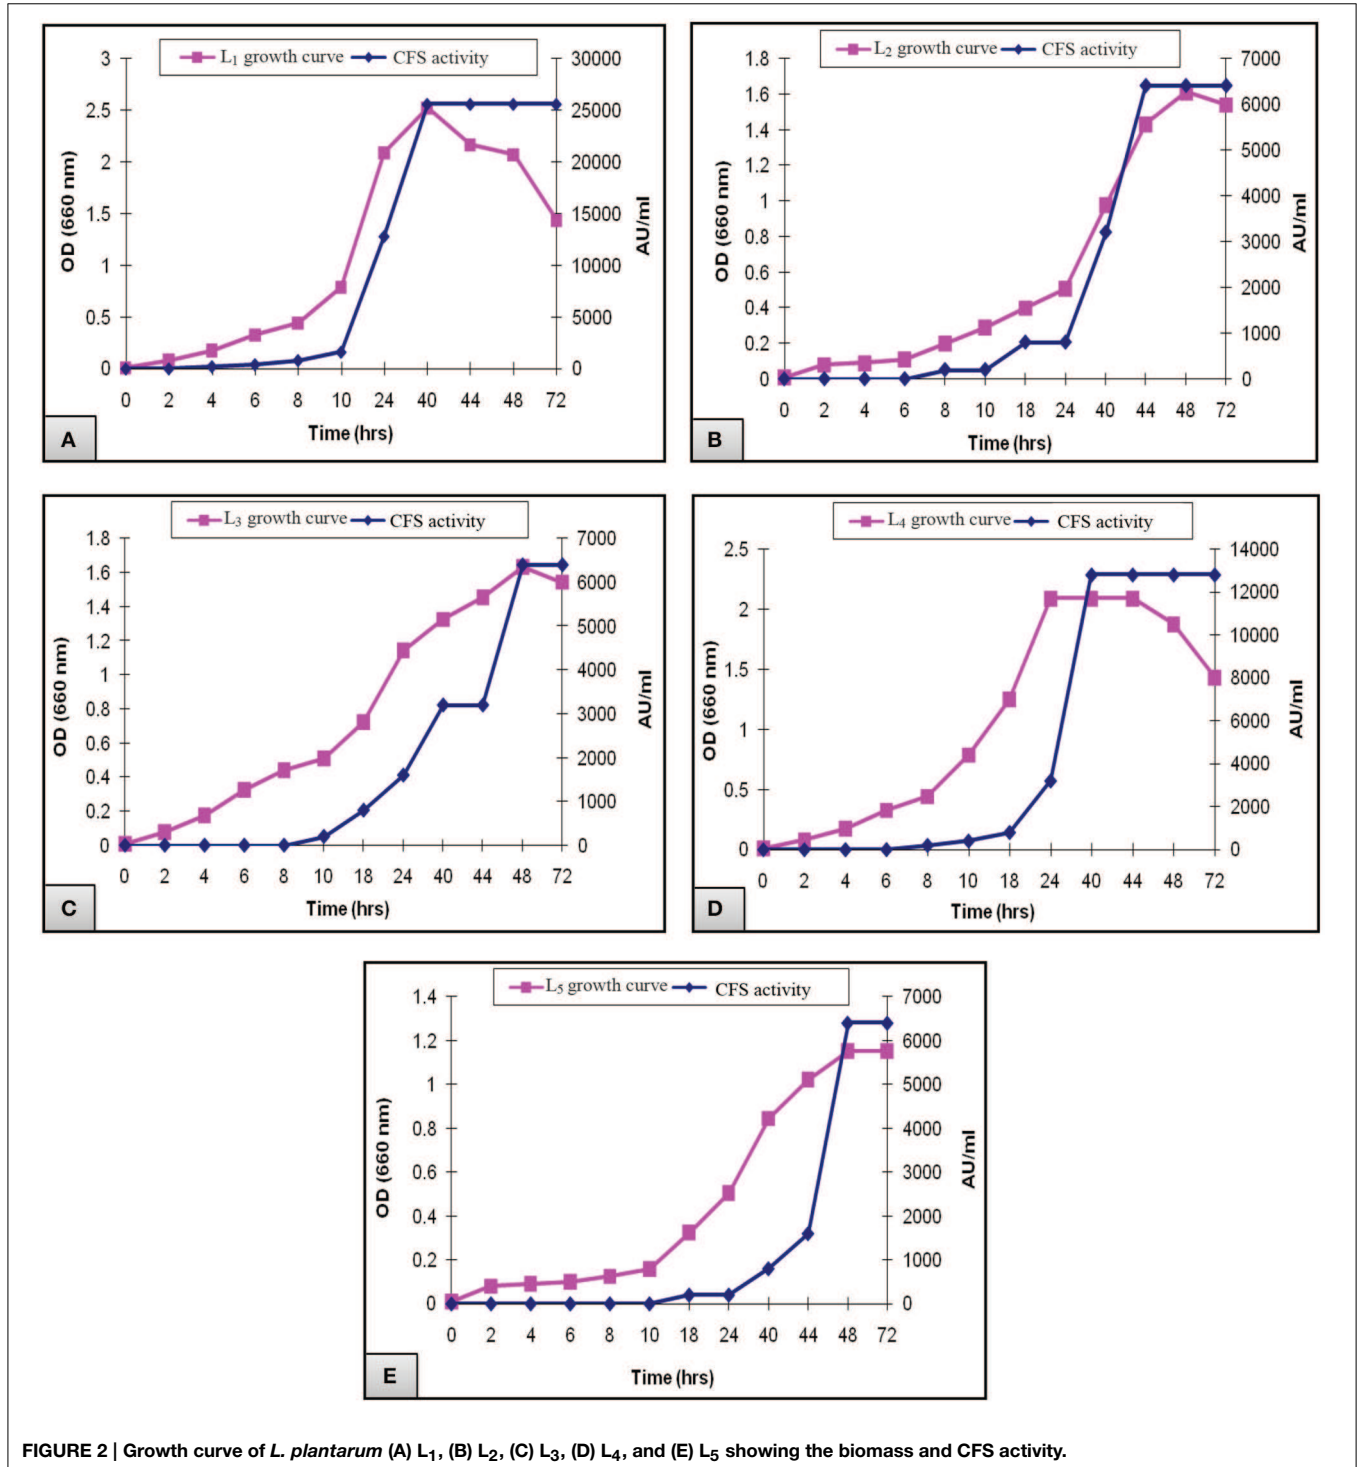 L1 growth curve CFS activity
3 30000
2.5 25000
2 20000
1.5 15000
1 10000
0.5 5000
0 0
OD (660 nm)
AU/ml
0 2 4 6 8 10 24 40 44 48 72
Time (hrs)
A
L2 growth curve CFS activity
1.8 7000
1.6 6000
1.4 5000
1.2 4000
1 3000
0.8 2000
0.6 1000
0.4 0
0.2
0
OD (660 nm)
AU/ml
0 2 4 6 8 10 18 24 40 44 48 72
Time (hrs)
B
L3 growth curve CFS activity
1.8 7000
1.6 6000
1.4 5000
1.2 4000
1 3000
0.8 2000
0.6 1000
0.4 0
0.2
0
OD (660 nm)
AU/ml
0 2 4 6 8 10 18 24 40 44 48 72
Time (hrs)
C
L4 growth curve CFS activity
2.5 14000
2 12000
1.5 10000
1 8000
0.5 6000
0 4000
2000
0
OD (660 nm)
AU/ml
0 2 4 6 8 10 18 24 40 44 48 72
Time (hrs)
D
L5 growth curve CFS activity
1.4 7000
1.2 6000
1 5000
0.8 4000
0.6 3000
0.4 2000
0.2 1000
0 0
OD (660 nm)
AU/ml
0 2 4 6 8 10 18 24 40 44 48 72
Time (hrs)
E
FIGURE 2 | Growth curve of L. plantarum (A) L1, (B) L2, (C) L3, (D) L4, and (E) L5 showing the biomass and CFS activity.